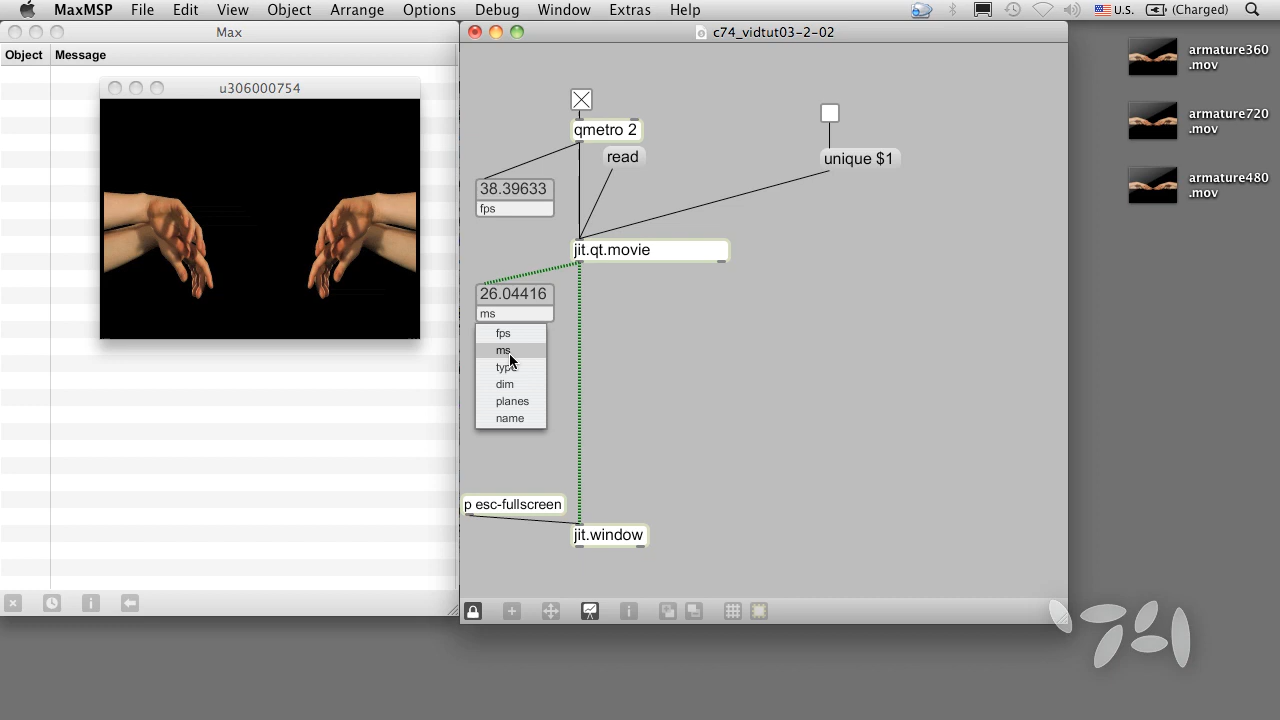 MaxMSP File Edit View Object Arrange Options Debug Window Extras Help U.S. (Charged)
Max
Object Message
u306000754
c74_vidtut03-2-02
qmetro 2
read
unique $1
38.39633
fps
jit.qt.movie
26.04416
ms
fps
ms
type
dim
planes
name
p esc-fullscreen
jit.window
armature360
.mov
armature720
.mov
armature480
.mov